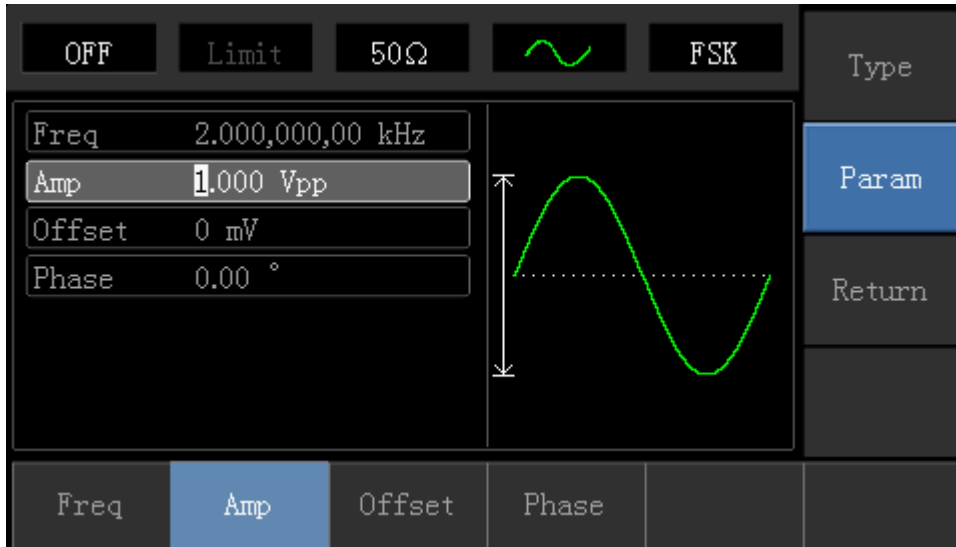 OFF Limit 50Ω FSK
Type
Freq 2.000,000,00 kHz
Amp 1.000 Vpp
Param
Offset 0 mV
Phase 0.00 °
Return
Freq Amp Offset Phase